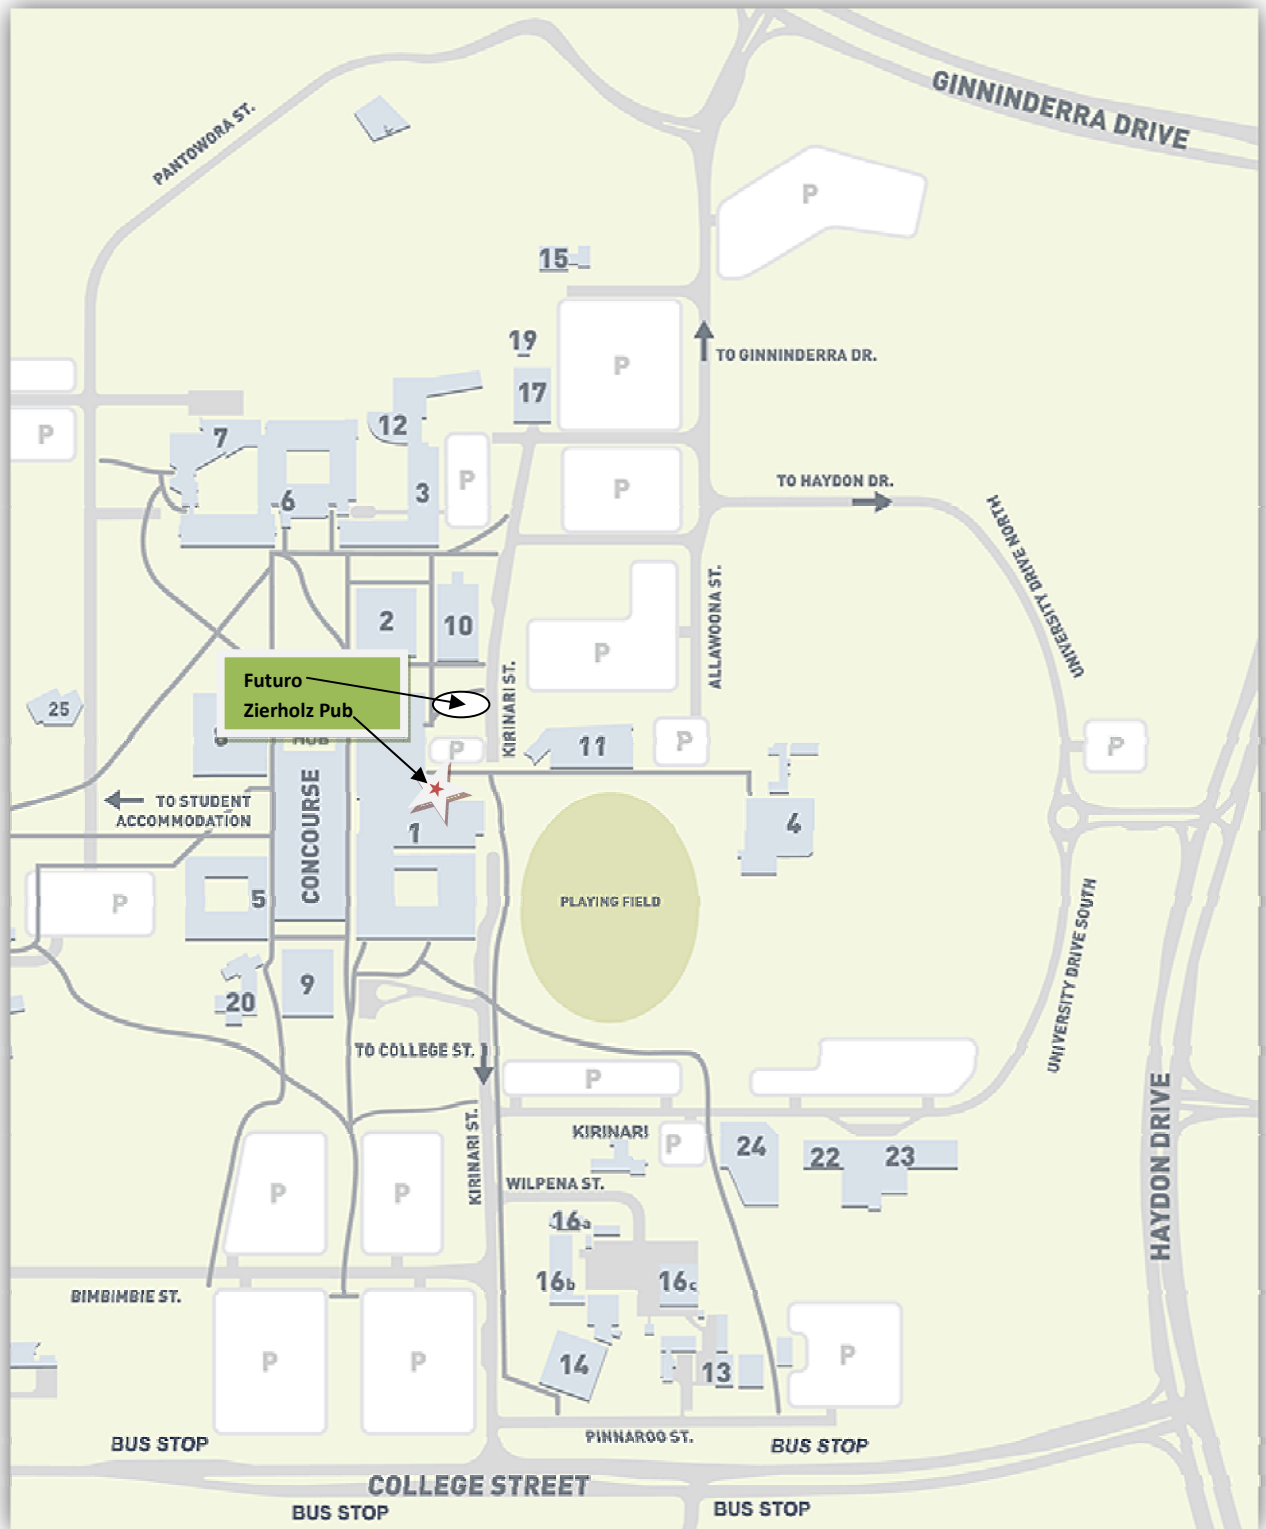 GINNINDERRA DRIVE
PANTOWORA ST.
P
15
19
TO GINNINDERRA DR.
P
17
12
7
P
P
3
6
P
TO HAYDON DR.
UNIVERSITY DRIVE NORTH
2
10
ALLAWOONA ST.
P
KIRINARI ST.
Futuro
Zierholz Pub
25
8
HUB
P
11
P
P
TO STUDENT
ACCOMMODATION
CONCOURSE
1
4
5
P
PLAYING FIELD
UNIVERSITY DRIVE SOUTH
9
20
TO COLLEGE ST.
P
KIRINARI
P
24
22
23
KIRINARI ST.
WILPENA ST.
HAYDON DRIVE
P
P
16a
16b
16c
BIMBIMBIE ST.
P
P
14
13
P
PINNAROO ST.
BUS STOP
BUS STOP
COLLEGE STREET
BUS STOP
BUS STOP